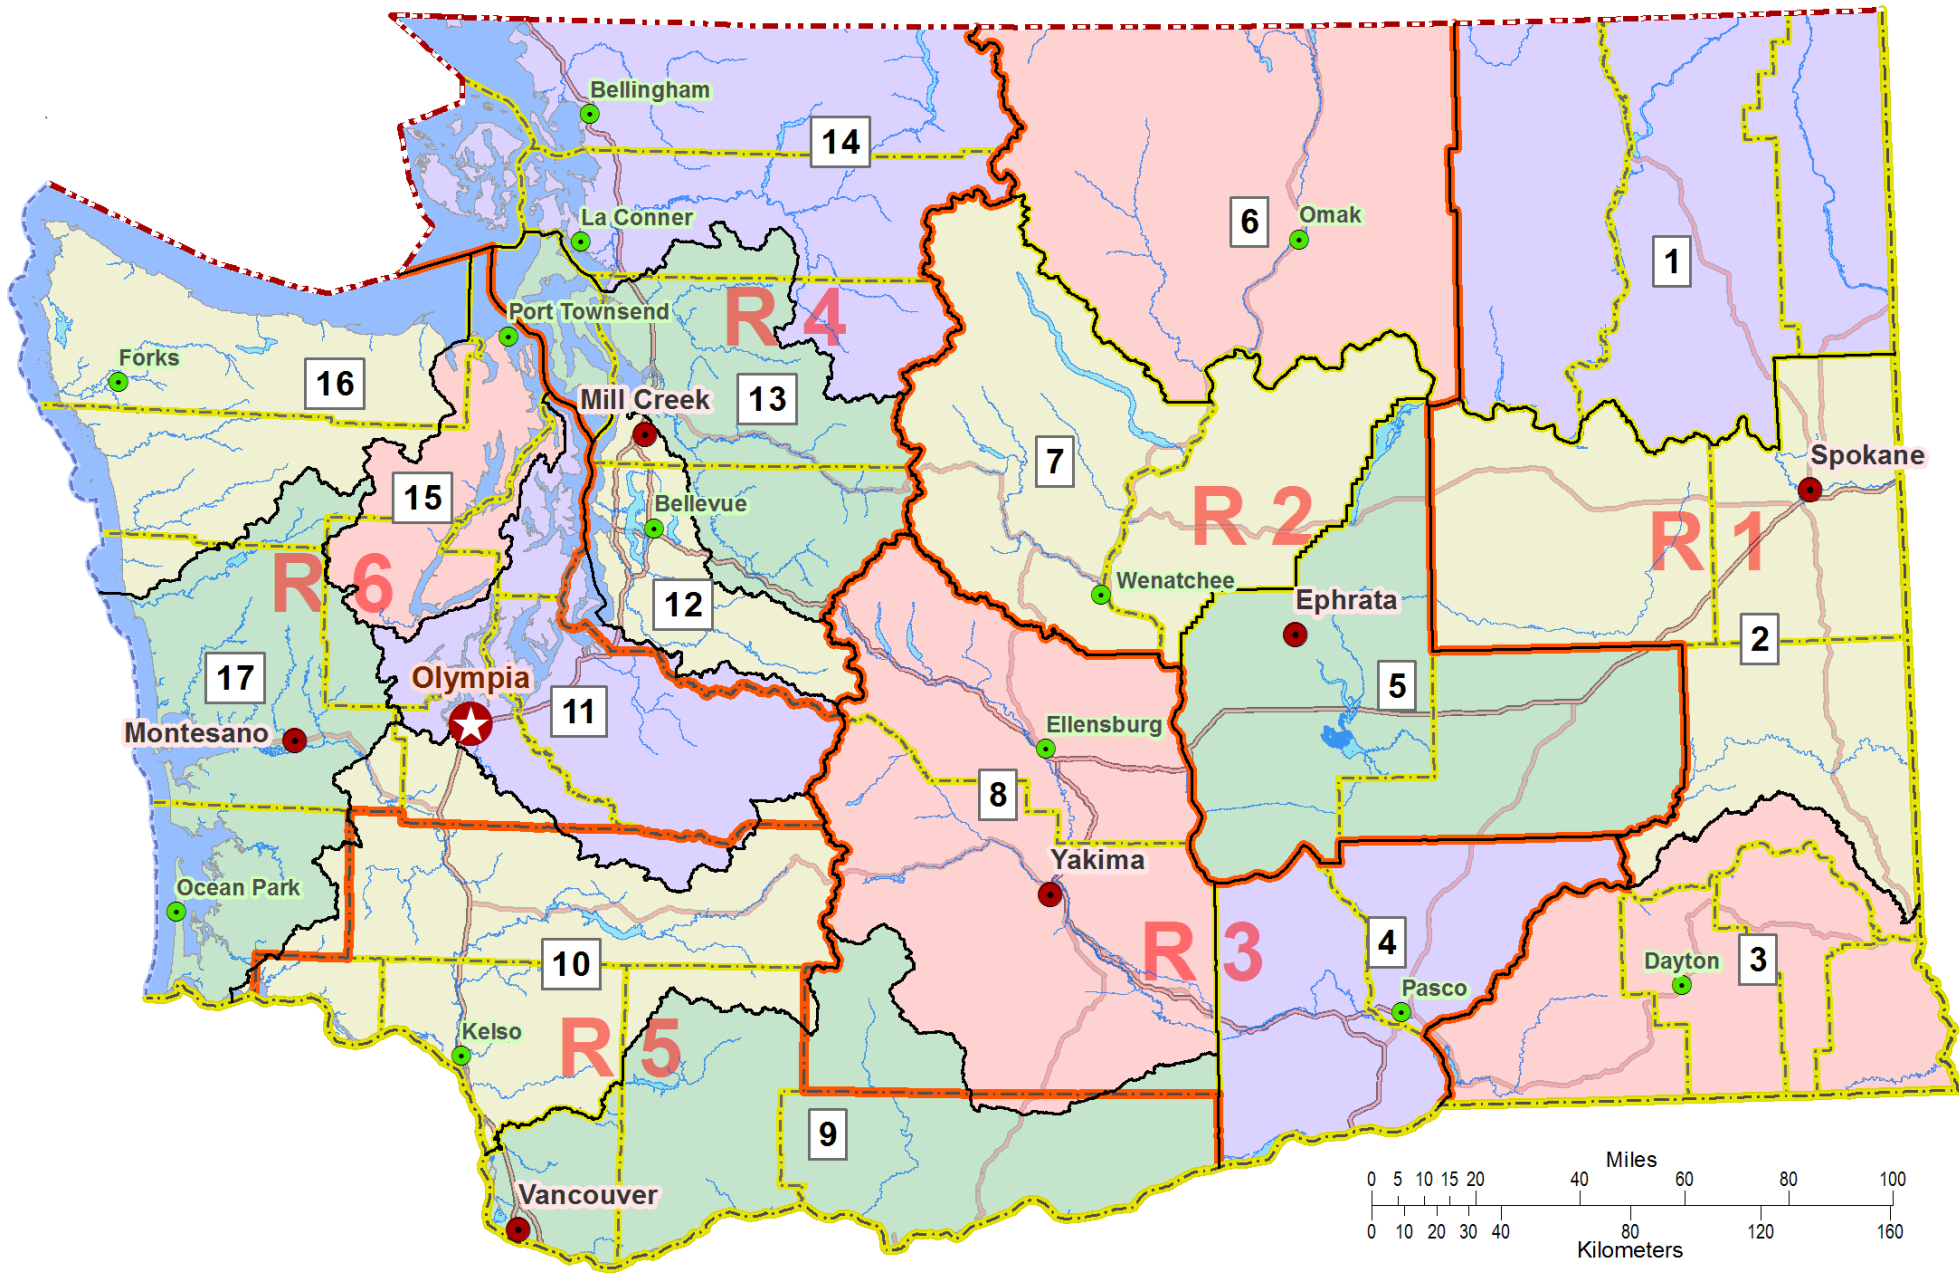 Bellingham
14
La Conner
6
Omak
1
R 4
Port Townsend
Forks
16
Mill Creek
13
7
Spokane
15
Bellevue
R 2
R 1
R 6
12
Wenatchee
Ephrata
2
17
Olympia
11
5
Montesano
Ellensburg
8
Yakima
Ocean Park
R 3
4
10
Dayton
3
Pasco
Kelso
R 5
9
Vancouver
Miles
0 5 10 15 20 40 60 80 100
0 10 20 30 40 80 120 160
Kilometers